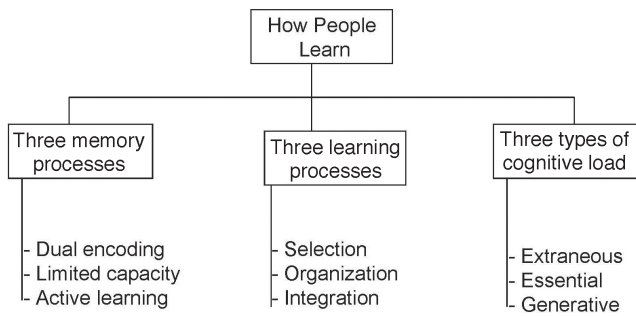 How People
Learn
Three memory
processes
Three learning
processes
Three types of
cognitive load
- Dual encoding
- Limited capacity
- Active learning
- Selection
- Organization
- Integration
- Extraneous
- Essential
- Generative